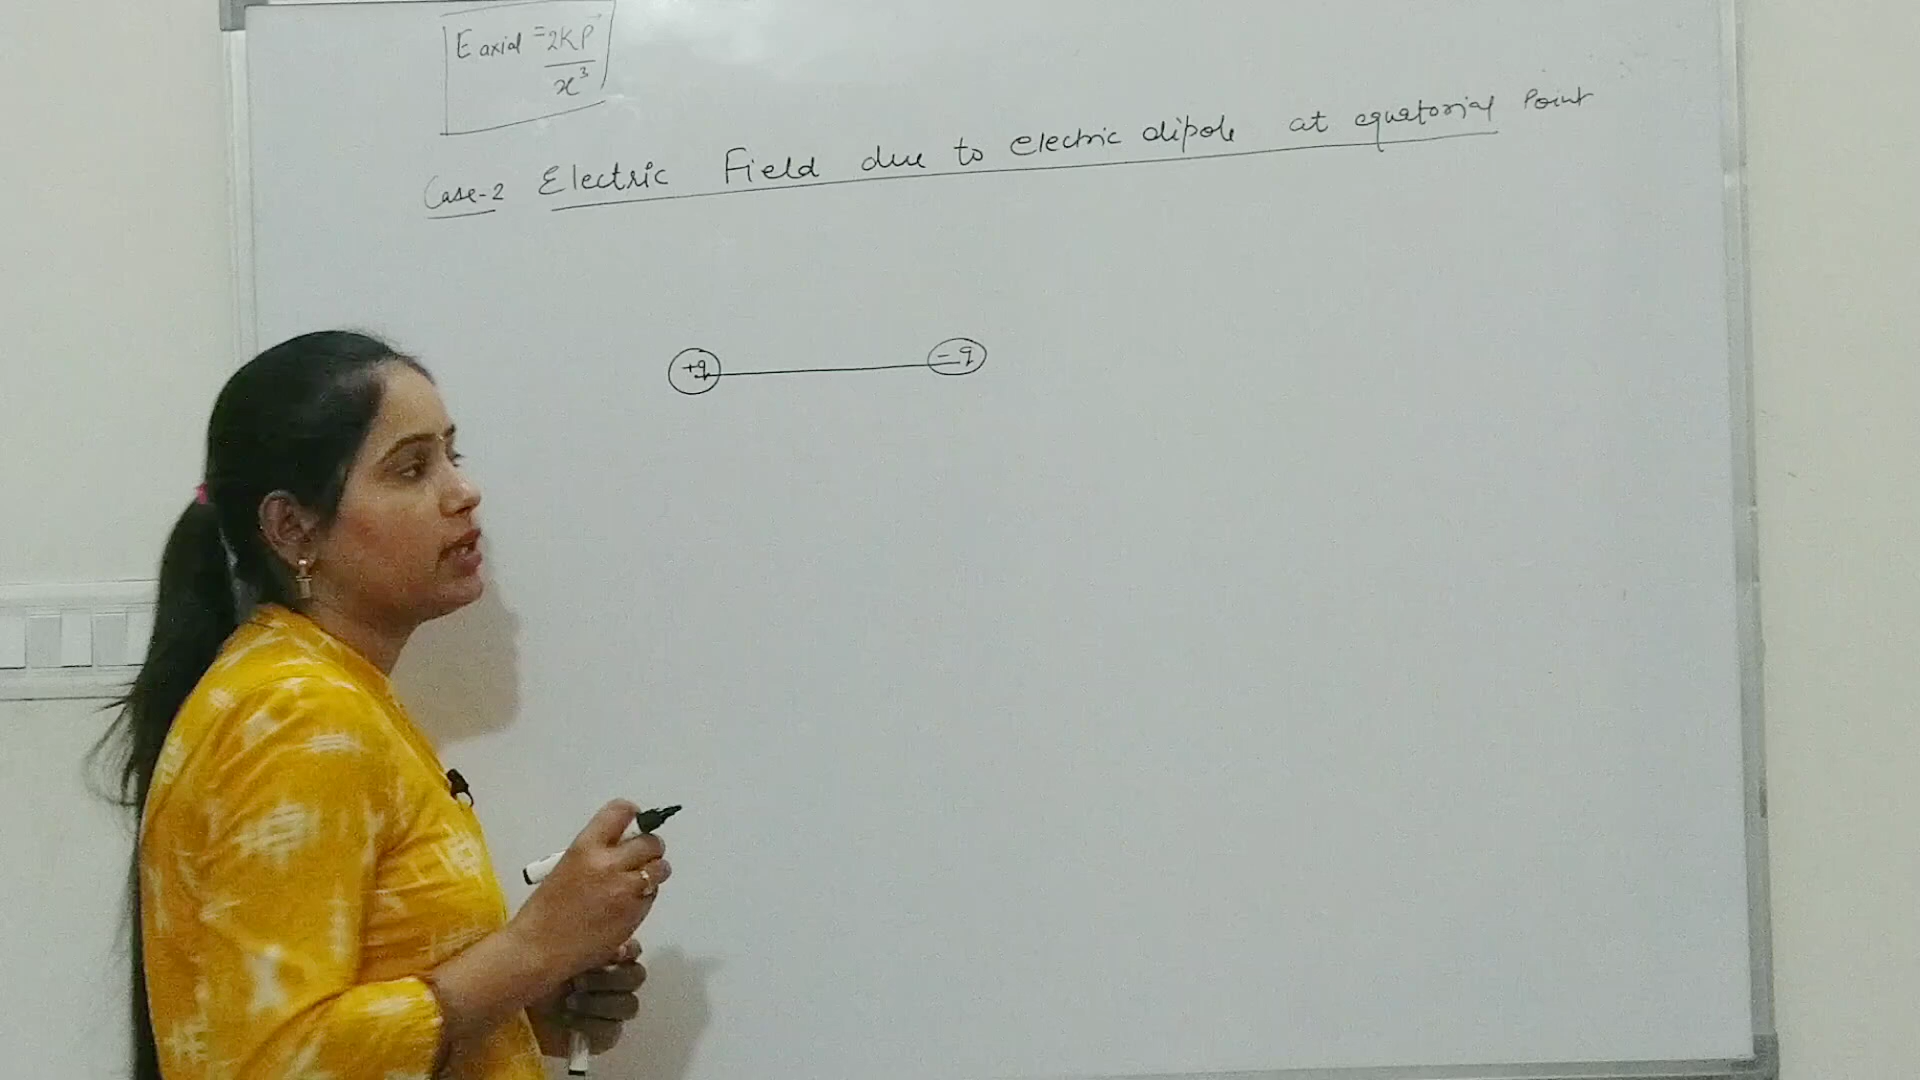 E axial = 2KP⃗
x³
Case-2 Electric Field due to electric dipole at equatorial Point
+q -q